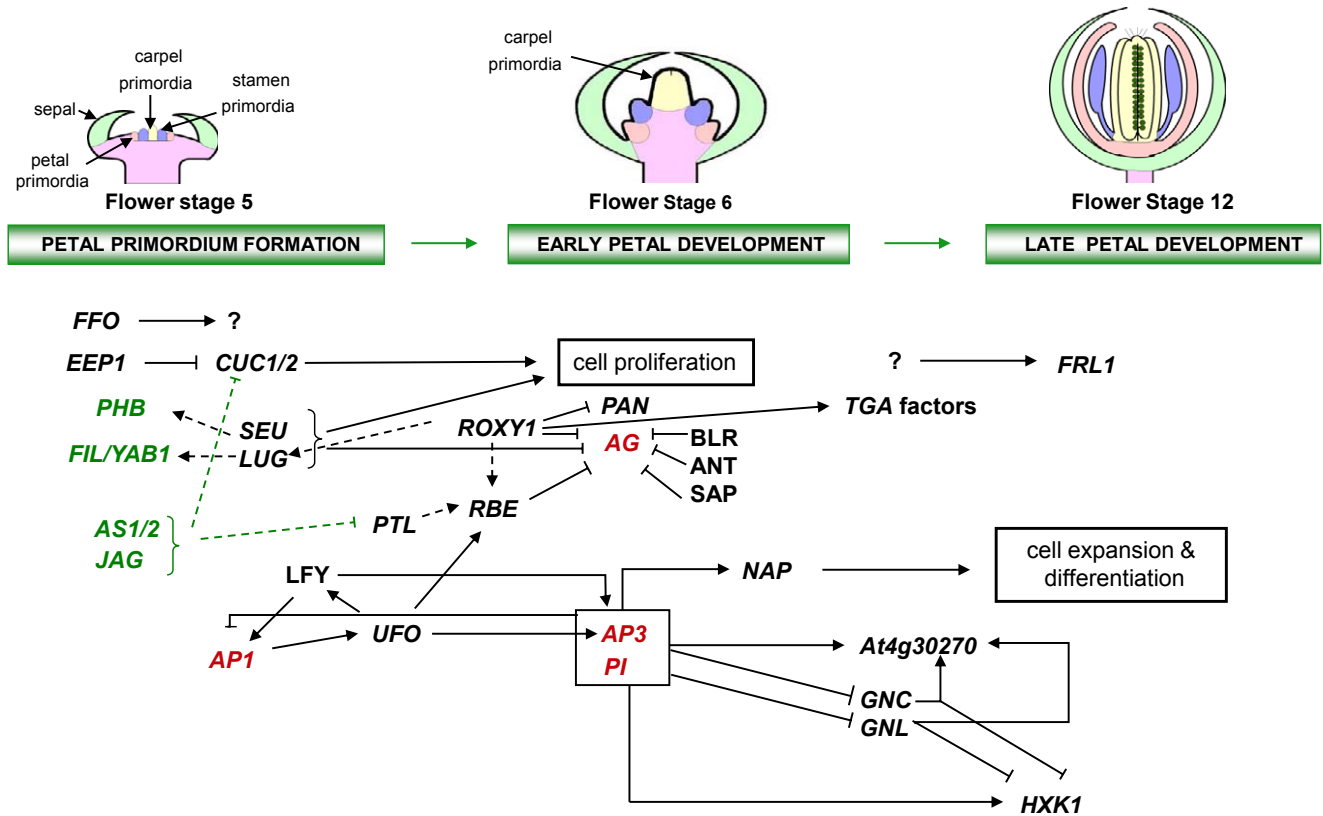 carpel
primordia
stamen
primordia
sepal
petal
primordia
Flower stage 5
carpel
primordia
Flower Stage 6
Flower Stage 12
PETAL PRIMORDIUM FORMATION
EARLY PETAL DEVELOPMENT
LATE PETAL DEVELOPMENT
FFO
?
EEP1
CUC1/2
cell proliferation
?
FRL1
PHB
SEU
ROXY1
PAN
TGA factors
FIL/YAB1
LUG
AG
BLR
ANT
SAP
AS1/2
JAG
PTL
RBE
LFY
NAP
cell expansion &
differentiation
AP1
UFO
AP3
PI
At4g30270
GNC
GNL
HXK1